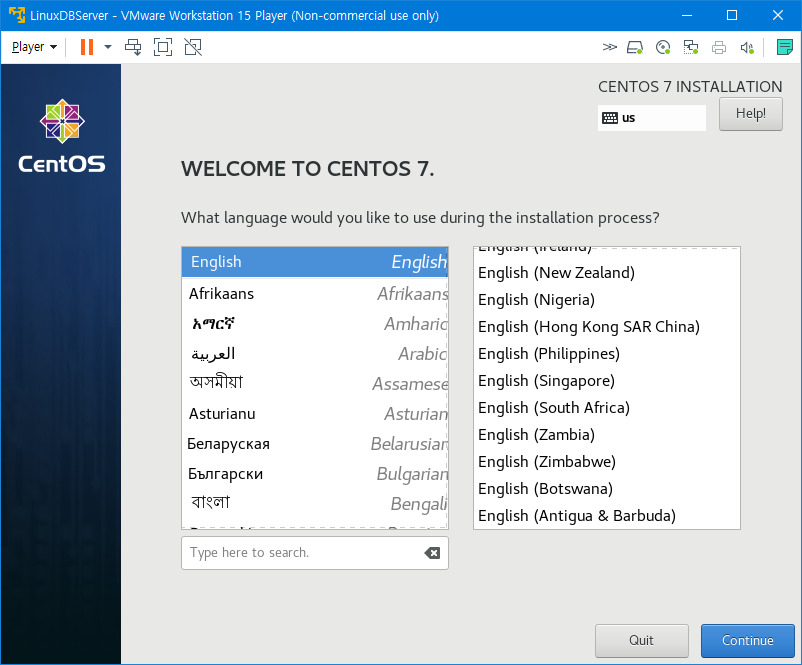 LinuxDBServer - VMware Workstation 15 Player (Non-commercial use only)
Player
CentOS
CENTOS 7 INSTALLATION
us
Help!
WELCOME TO CENTOS 7.
What language would you like to use during the installation process?
English English
Afrikaans Afrikaans
አማርኛ Amharic
العربية Arabic
অসমীয়া Assamese
Asturianu Asturian
Беларуская Belarusian
Български Bulgarian
বাংলা Bengali
Type here to search.
English (Ireland)
English (New Zealand)
English (Nigeria)
English (Hong Kong SAR China)
English (Philippines)
English (Singapore)
English (South Africa)
English (Zambia)
English (Zimbabwe)
English (Botswana)
English (Antigua & Barbuda)
Quit
Continue